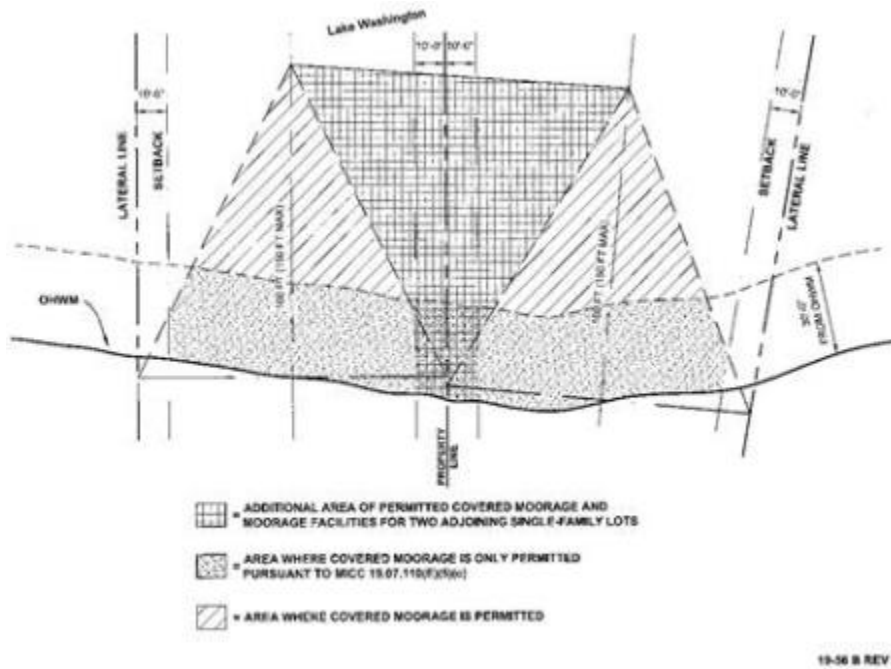 Lake Washington
10'-0" 10'-0"
10'-0"
10'-0"
LATERAL LINE
SETBACK
SETBACK
LATERAL LINE
100 FT (150 FT MAX)
100 FT (150 FT MAX)
OHWM
30'-0"
FROM OHWM
PROPERTY
LINE
= ADDITIONAL AREA OF PERMITTED COVERED MOORAGE AND
MOORAGE FACILITIES FOR TWO ADJOINING SINGLE-FAMILY LOTS
= AREA WHERE COVERED MOORAGE IS ONLY PERMITTED
PURSUANT TO MICC 19.07.110
= AREA WHERE COVERED MOORAGE IS PERMITTED
19-56 B REV